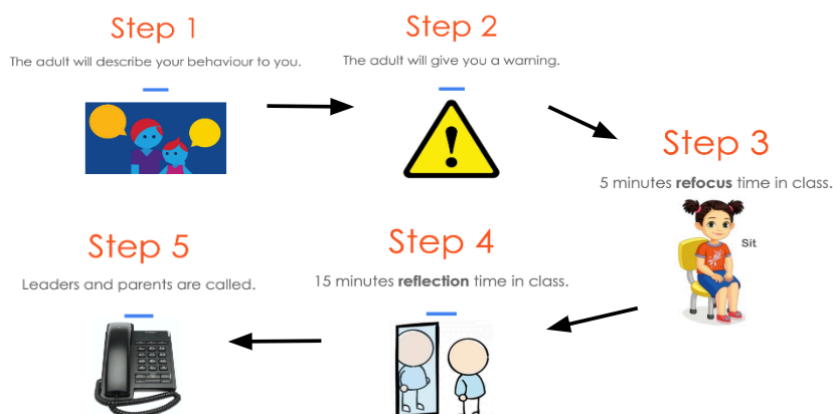 Step 1
The adult will describe your behaviour to you.
Step 2
The adult will give you a warning.
Step 3
5 minutes refocus time in class.
Sit
Step 4
15 minutes reflection time in class.
Step 5
Leaders and parents are called.